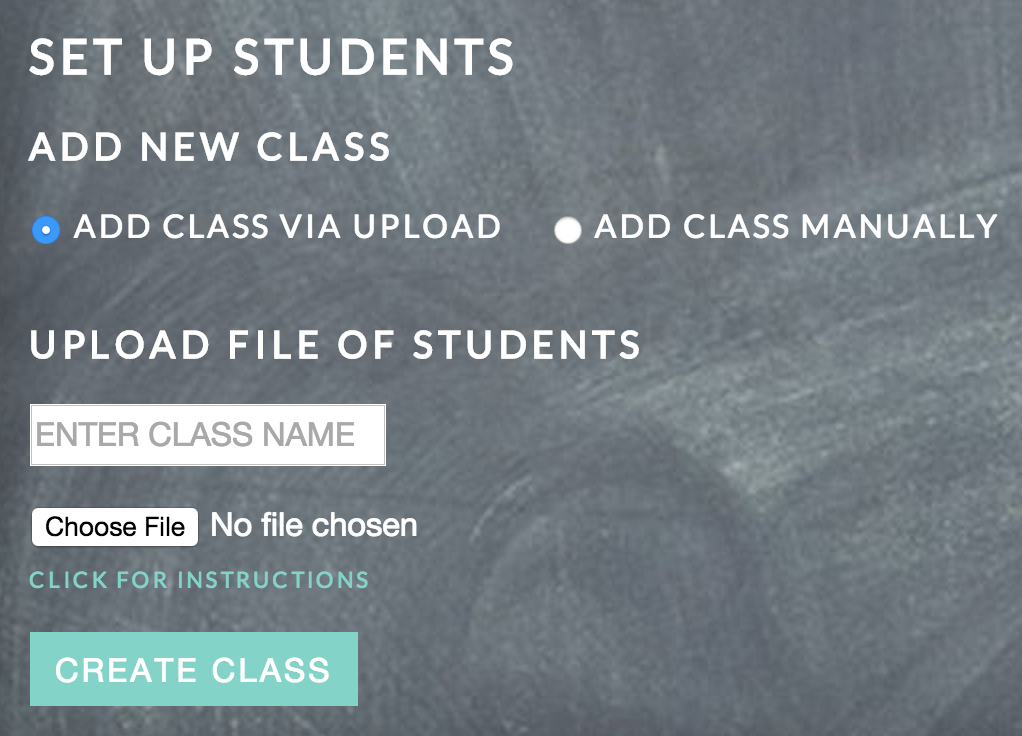 SET UP STUDENTS
ADD NEW CLASS
ADD CLASS VIA UPLOAD ADD CLASS MANUALLY
UPLOAD FILE OF STUDENTS
ENTER CLASS NAME
Choose File No file chosen
CLICK FOR INSTRUCTIONS
CREATE CLASS